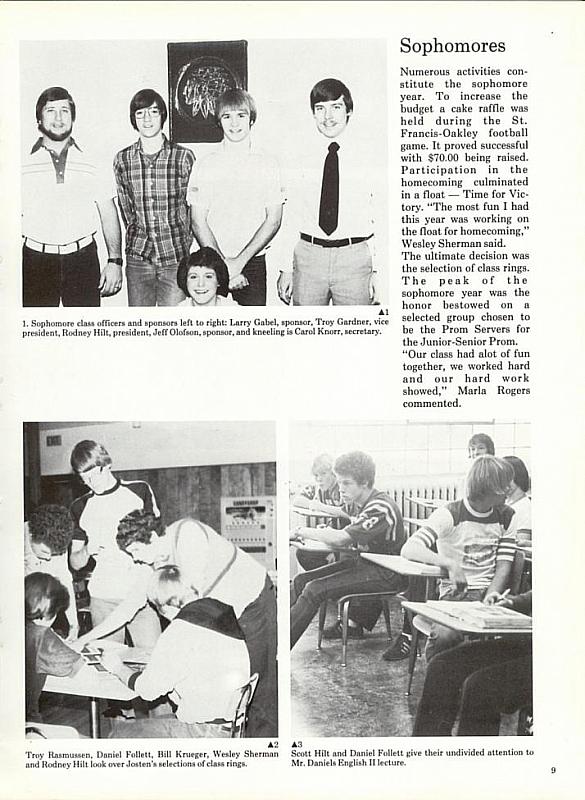 Sophomores
Numerous activities con-
stitute the sophomore
year. To increase the
budget a cake raffle was
held during the St.
Francis-Oakley football
game. It proved successful
with $70.00 being raised.
Participation in the
homecoming culminated
in a float — Time for Vic-
tory. “The most fun I had
this year was working on
the float for homecoming,”
Wesley Sherman said.
The ultimate decision was
the selection of class rings.
The peak of the
sophomore year was the
honor bestowed on a
selected group chosen to
be the Prom Servers for
the Junior-Senior Prom.
“Our class had alot of fun
together, we worked hard
and our hard work
showed,” Marla Rogers
commented.
▲1
1. Sophomore class officers and sponsors left to right: Larry Gabel, sponsor, Troy Gardner, vice
president, Rodney Hilt, president, Jeff Olofson, sponsor, and kneeling is Carol Knorr, secretary.
▲2
Troy Rasmussen, Daniel Follett, Bill Krueger, Wesley Sherman
and Rodney Hilt look over Josten's selections of class rings.
▲3
Scott Hilt and Daniel Follett give their undivided attention to
Mr. Daniels English II lecture.
9